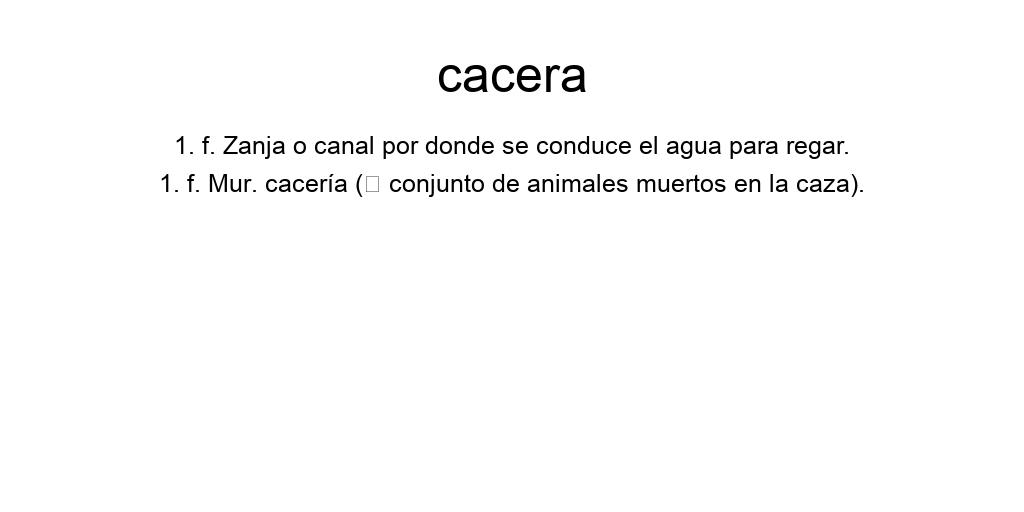 cacera
1. f. Zanja o canal por donde se conduce el agua para regar.
1. f. Mur. cacería (□ conjunto de animales muertos en la caza).